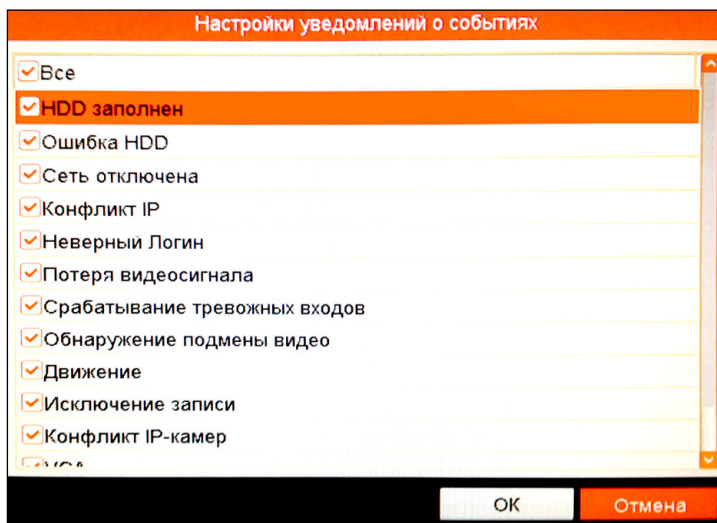 Настройки уведомлений о событиях
Все
HDD заполнен
Ошибка HDD
Сеть отключена
Конфликт IP
Неверный Логин
Потеря видеосигнала
Срабатывание тревожных входов
Обнаружение подмены видео
Движение
Исключение записи
Конфликт IP-камер
OK
Отмена